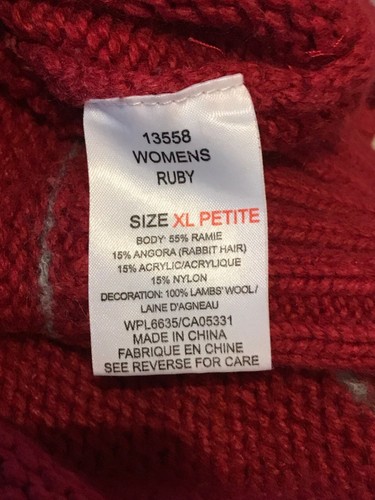 13558
WOMENS
RUBY
SIZE XL PETITE
BODY: 55% RAMIE
15% ANGORA (RABBIT HAIR)
15% ACRYLIC/ACRYLIQUE
15% NYLON
DECORATION: 100% LAMBS' WOOL/
LAINE D'AGNEAU
WPL6635/CA05331
MADE IN CHINA
FABRIQUE EN CHINE
SEE REVERSE FOR CARE